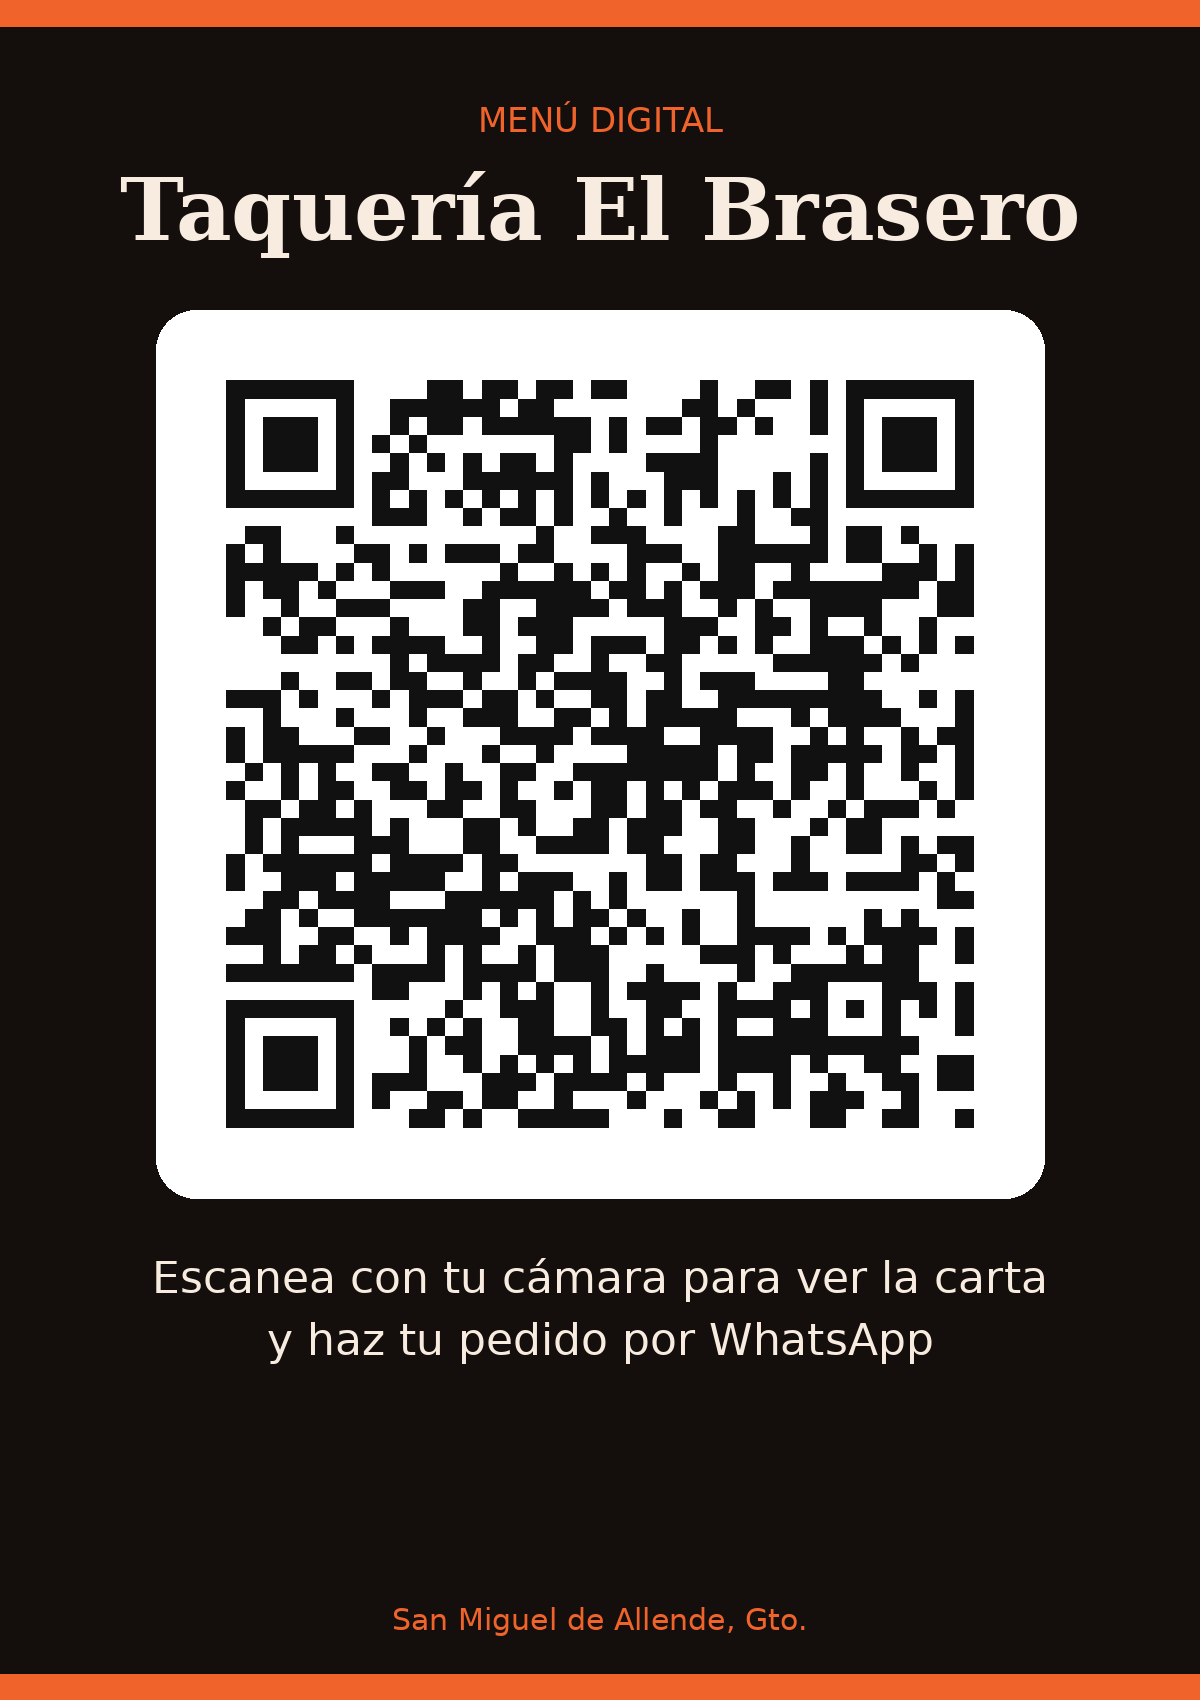 MENÚ DIGITAL
Taquería El Brasero
Escanea con tu cámara para ver la carta
y haz tu pedido por WhatsApp
San Miguel de Allende, Gto.